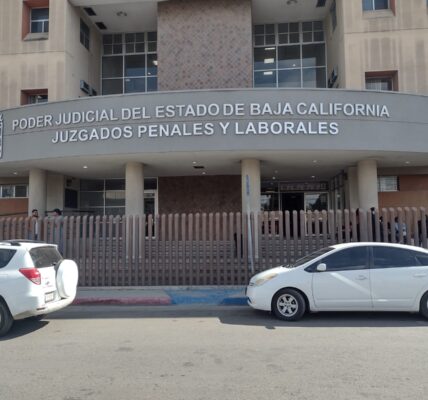 PODER JUDICIAL DEL ESTADO DE BAJA CALIFORNIA
JUZGADOS PENALES Y LABORALES